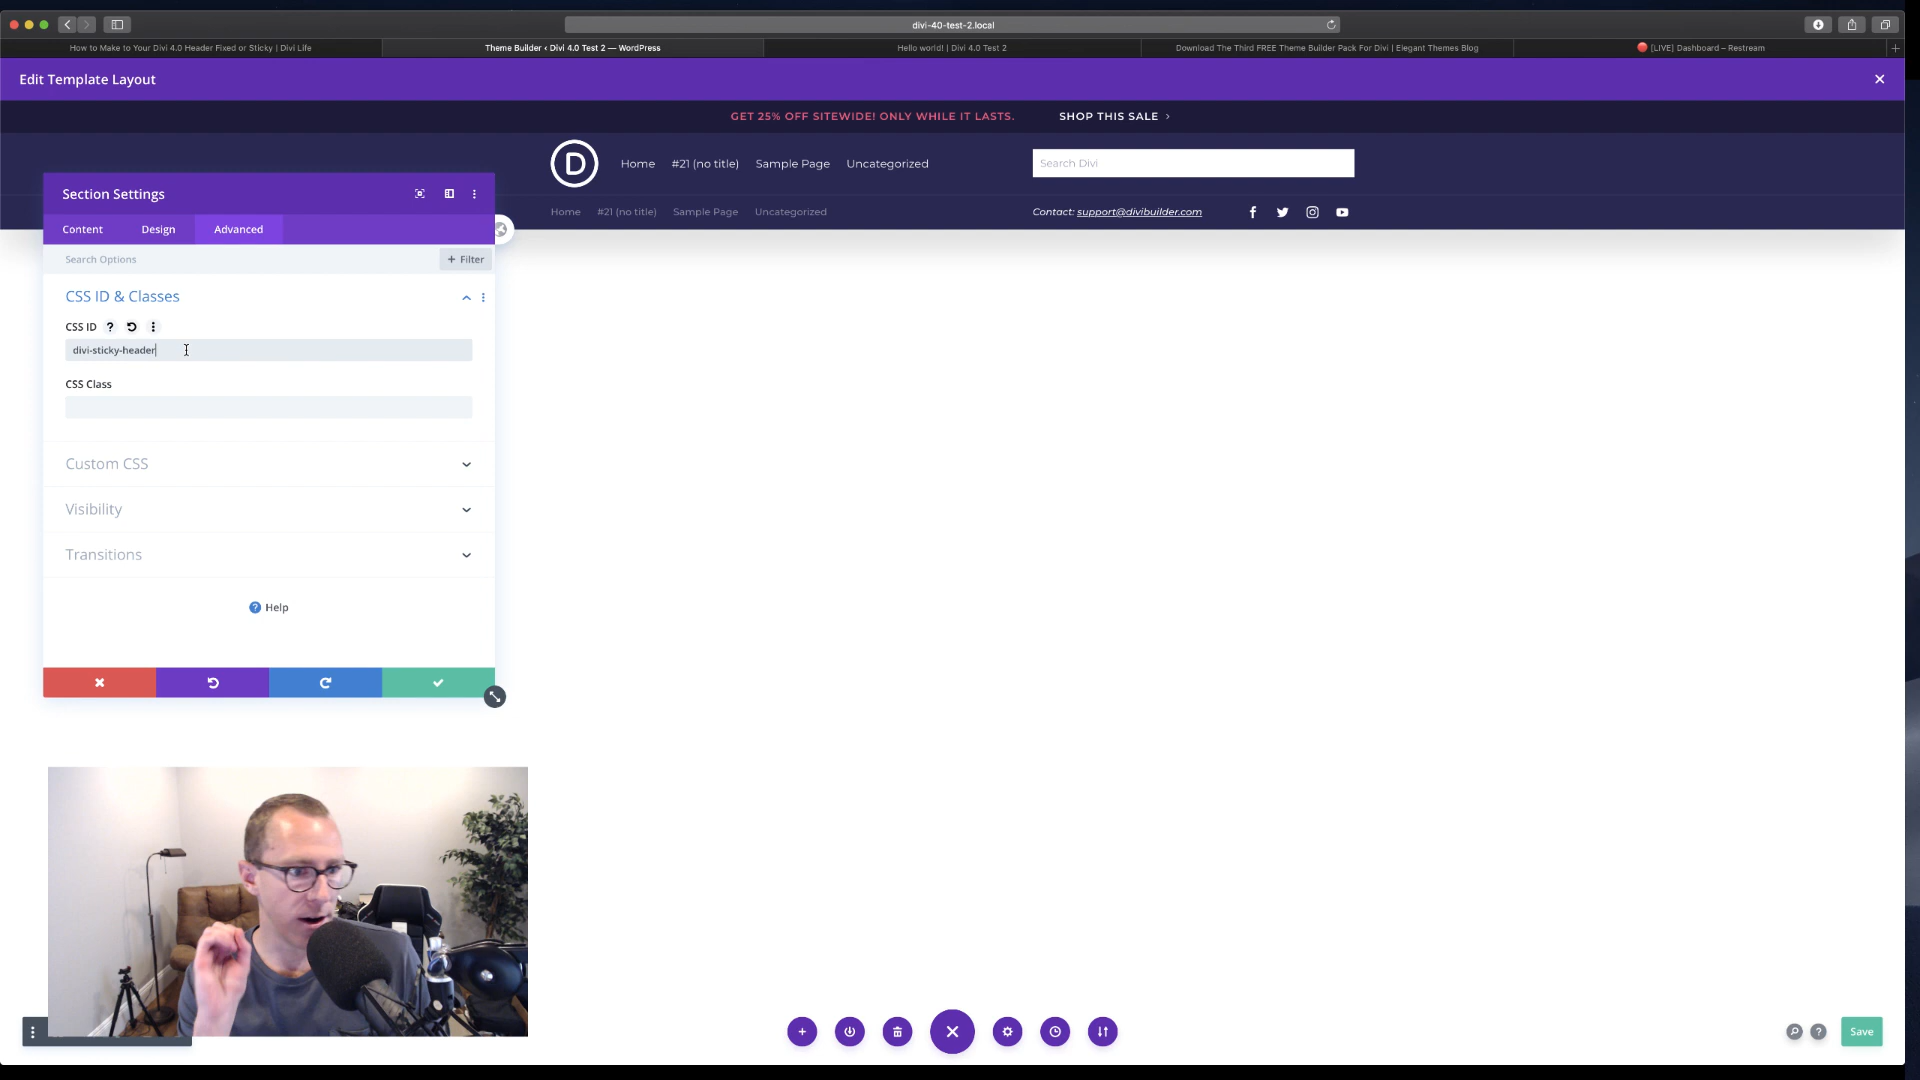 divi-40-test-2.local
How to Make to Your Divi 4.0 Header Fixed or Sticky | Divi Life
Theme Builder ‹ Divi 4.0 Test 2 — WordPress
Hello world! | Divi 4.0 Test 2
Download The Third FREE Theme Builder Pack For Divi | Elegant Themes Blog
[LIVE] Dashboard – Restream
Edit Template Layout
GET 25% OFF SITEWIDE! ONLY WHILE IT LASTS.
SHOP THIS SALE
D
Home
#21 (no title)
Sample Page
Uncategorized
Search Divi
Home
#21 (no title)
Sample Page
Uncategorized
Contact: support@divibuilder.com
Section Settings
Content
Design
Advanced
Search Options
+ Filter
CSS ID & Classes
CSS ID
divi-sticky-header
CSS Class
Custom CSS
Visibility
Transitions
Help
Save